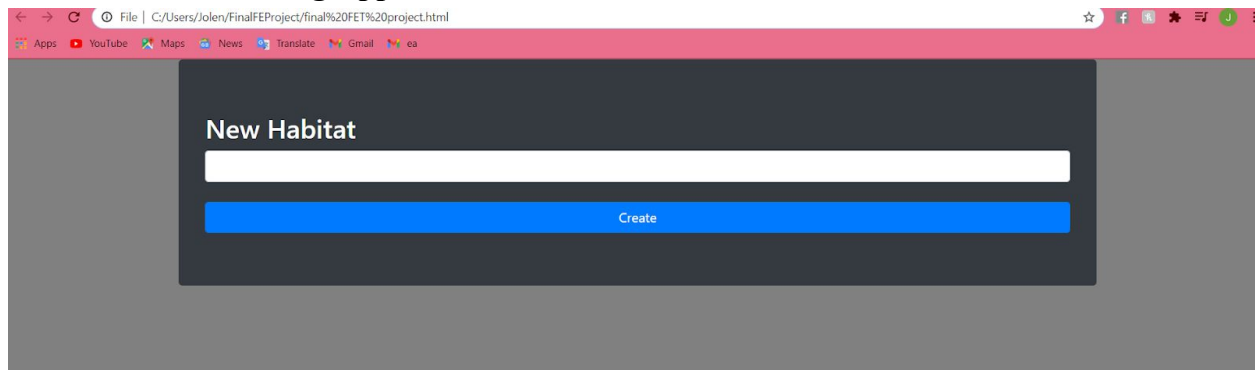 File | C:/Users/Jolen/FinalFEProject/final%20FET%20project.html
Apps YouTube Maps News Translate Gmail ea
New Habitat
Create